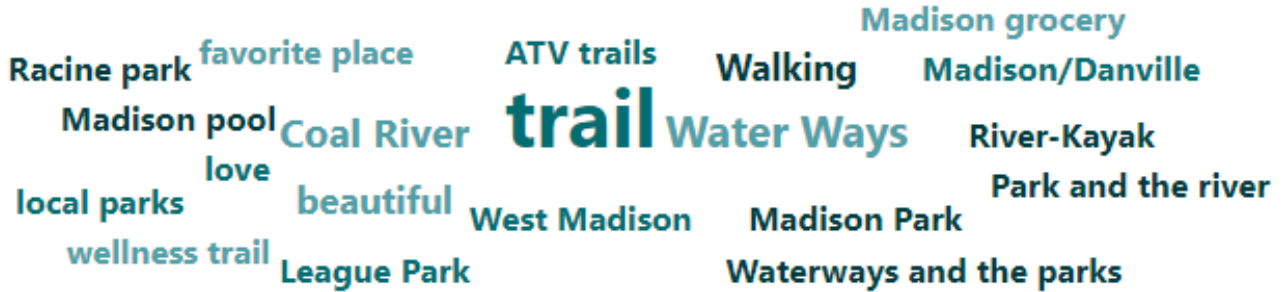 Madison grocery
favorite place
ATV trails
Racine park
Walking
Madison/Danville
Madison pool
Coal River
trail
Water Ways
River-Kayak
love
Park and the river
local parks
beautiful
West Madison
Madison Park
wellness trail
League Park
Waterways and the parks